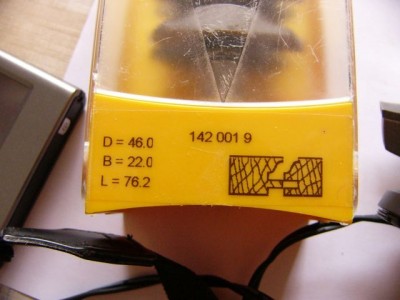 D = 46.0
142 001 9
B = 22.0
L = 76.2